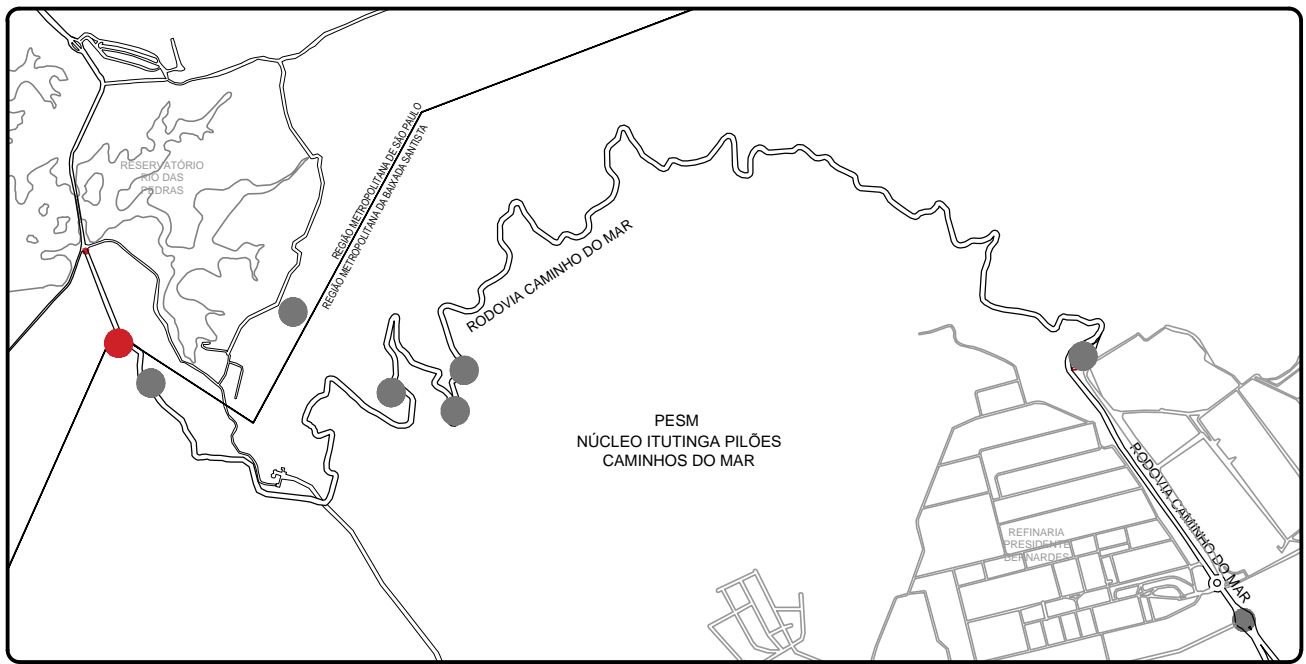 RESERVATÓRIO
RIO DAS
PEDRAS
REGIÃO METROPOLITANA DE SÃO PAULO
REGIÃO METROPOLITANA DA BAIXADA SANTISTA
RODOVIA CAMINHO DO MAR
PESM
NÚCLEO ITUTINGA PILÕES
CAMINHOS DO MAR
RODOVIA CAMINHO DO MAR
REFINARIA
PRESIDENTE
BERNARDES